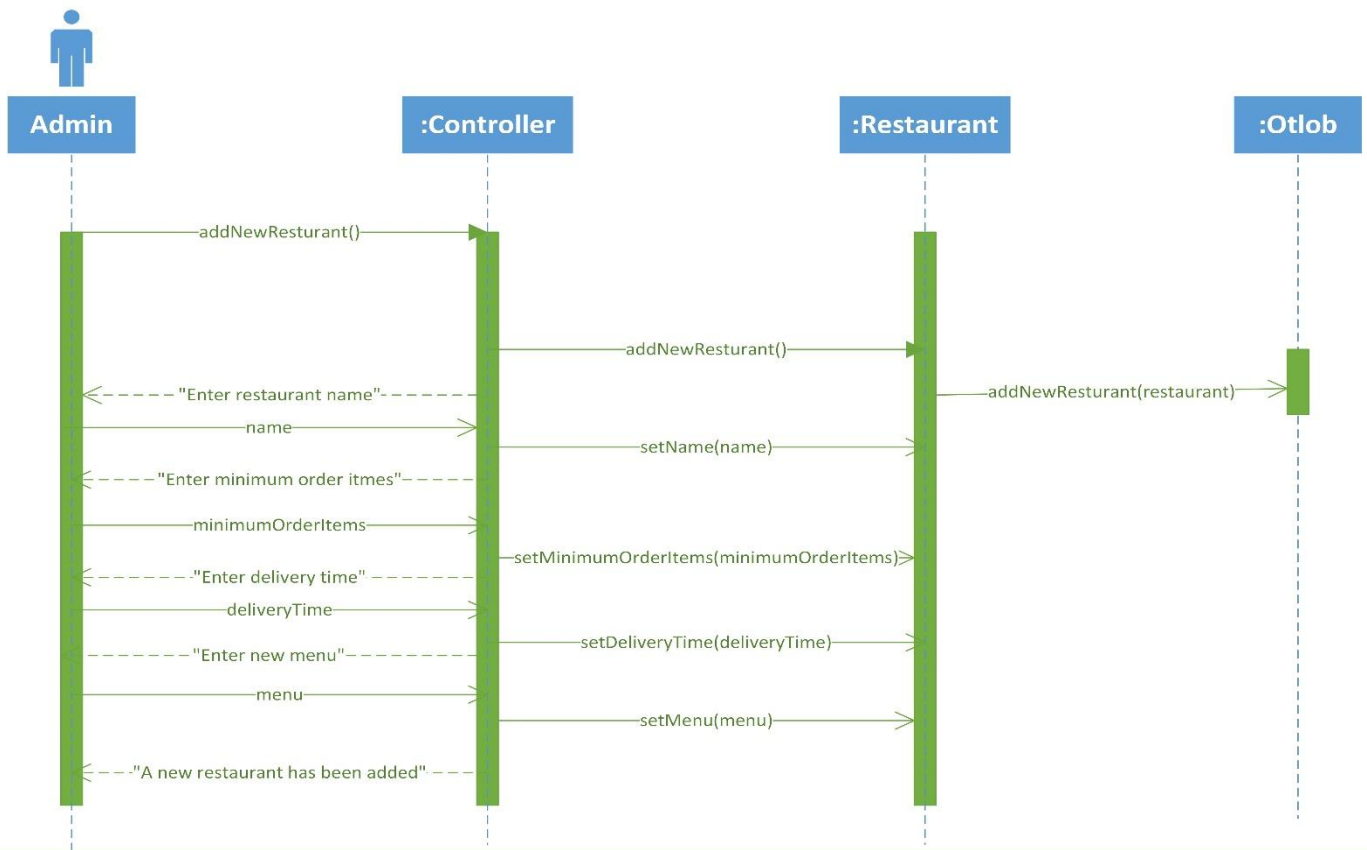 Admin
:Controller
:Restaurant
:Otlob
addNewResturant()
addNewResturant()
"Enter restaurant name"
addNewResturant(restaurant)
name
setName(name)
"Enter minimum order itmes"
minimumOrderItems
setMinimumOrderItems(minimumOrderItems)
"Enter delivery time"
deliveryTime
setDeliveryTime(deliveryTime)
"Enter new menu"
menu
setMenu(menu)
"A new restaurant has been added"